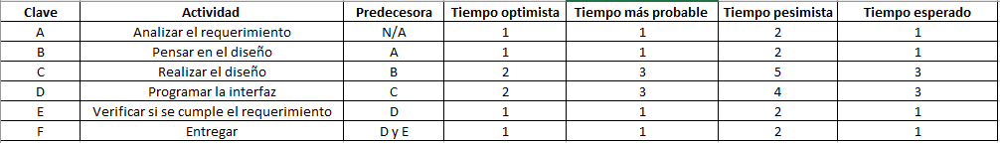 Clave Actividad Predecesora Tiempo optimista Tiempo más probable Tiempo pesimista Tiempo esperado
A Analizar el requerimiento N/A 1 1 2 1
B Pensar en el diseño A 1 1 2 1
C Realizar el diseño B 2 3 5 3
D Programar la interfaz C 2 3 4 3
E Verificar si se cumple el requerimiento D 1 1 2 1
F Entregar D y E 1 1 2 1